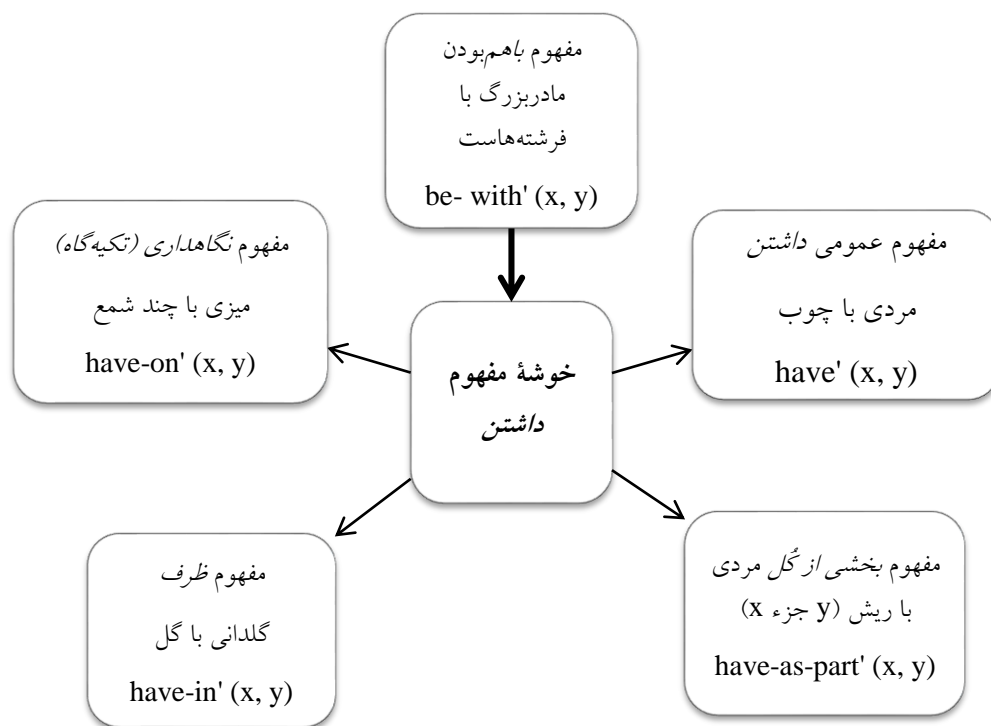 مفهوم باهم‌بودن
مادربزرگ با
فرشته‌هاست
be- with' (x, y)
مفهوم عمومی داشتن
مردی با چوب
have' (x, y)
مفهوم نگاهداری (تکیه‌گاه)
میزی با چند شمع
have-on' (x, y)
خوشۀ مفهوم
داشتن
مفهوم بخشی از کُل مردی
با ریش (y جزء x)
have-as-part' (x, y)
مفهوم ظرف
گلدانی با گل
have-in' (x, y)